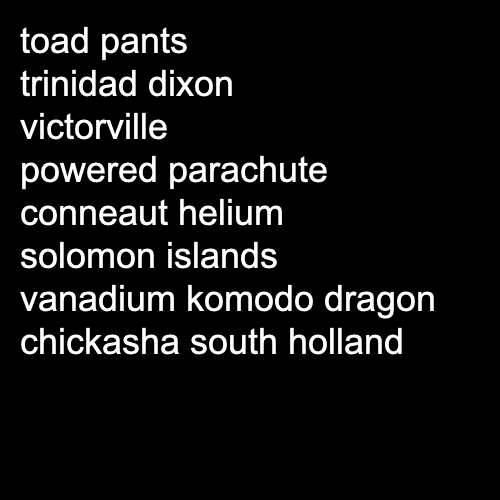 toad pants
trinidad dixon
victorville
powered parachute
conneaut helium
solomon islands
vanadium komodo dragon
chickasha south holland